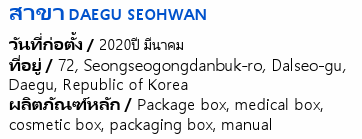 สาขา DAEGU SEOHWAN
วันที่ก่อตั้ง / 2020ปี มีนาคม
ที่อยู่ / 72, Seongseogongdanbuk-ro, Dalseo-gu,
Daegu, Republic of Korea
ผลิตภัณฑ์หลัก / Package box, medical box,
cosmetic box, packaging box, manual